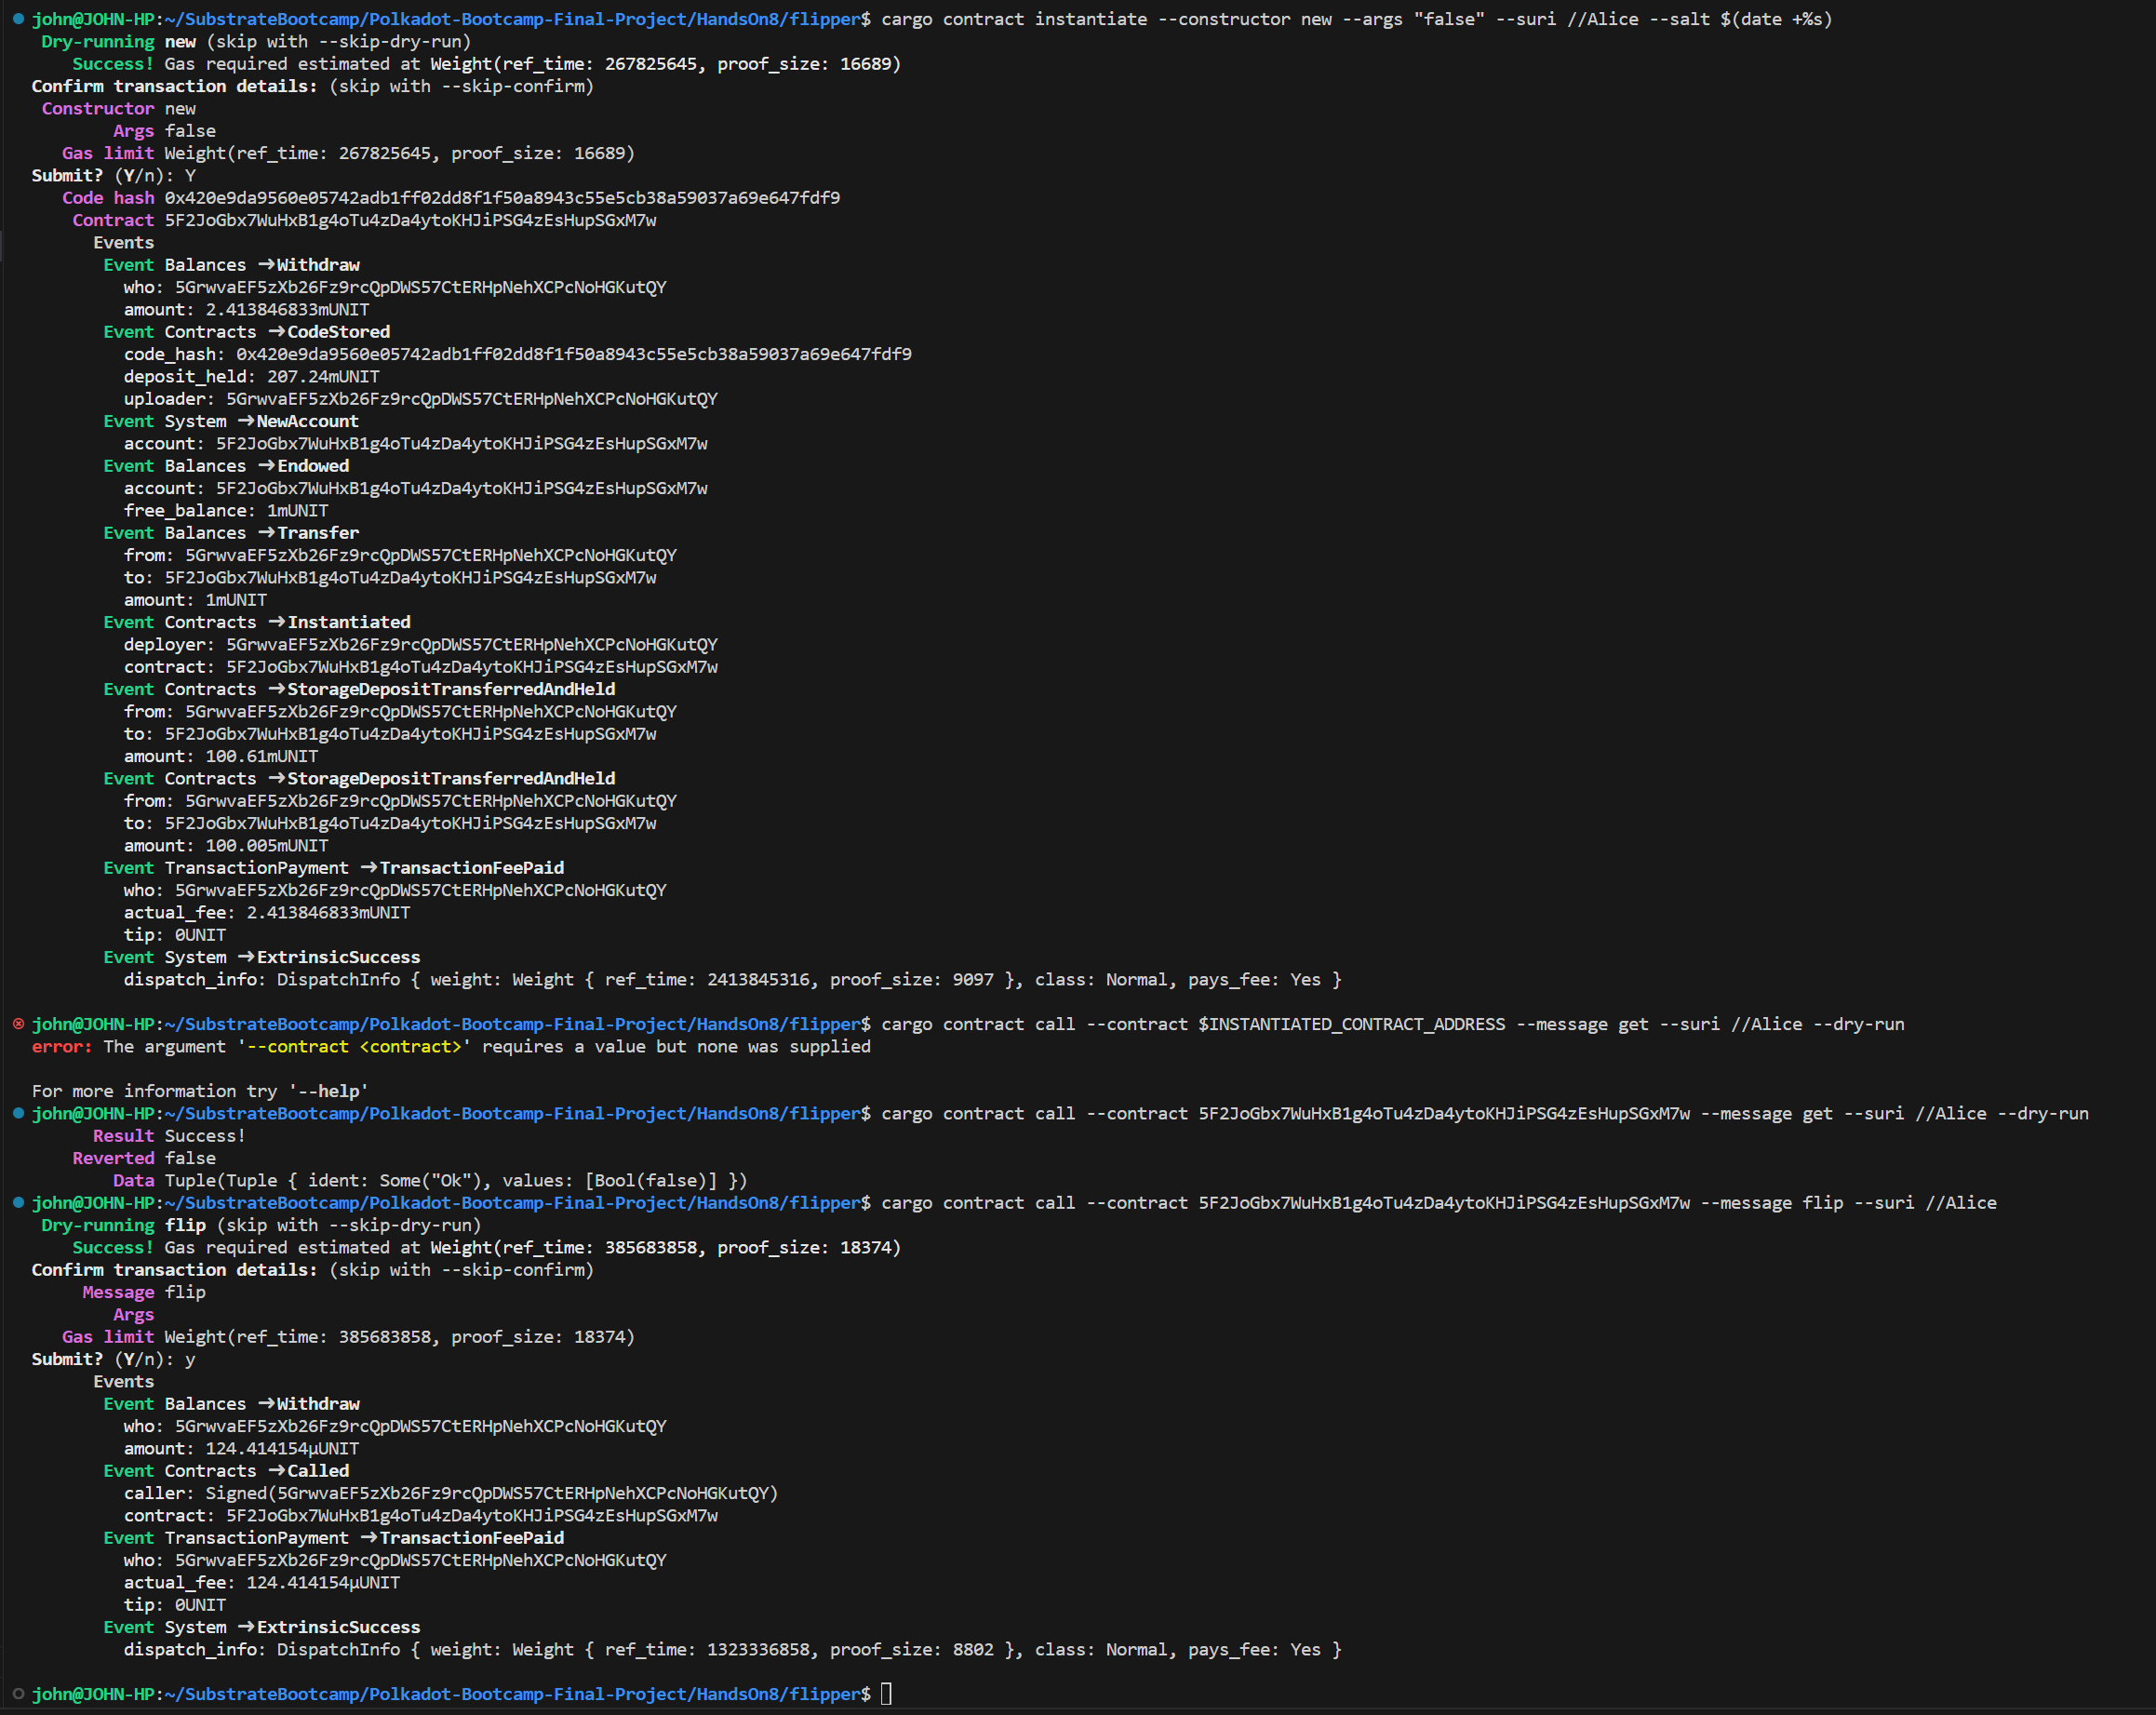 john@JOHN-HP:~/SubstrateBootcamp/Polkadot-Bootcamp-Final-Project/HandsOn8/flipper$ cargo contract instantiate --constructor new --args "false" --suri //Alice --salt $(date +%s)
Dry-running new (skip with --skip-dry-run)
Success! Gas required estimated at Weight(ref_time: 267825645, proof_size: 16689)
Confirm transaction details: (skip with --skip-confirm)
Constructor new
Args false
Gas limit Weight(ref_time: 267825645, proof_size: 16689)
Submit? (Y/n): Y
Code hash 0x420e9da9560e05742adb1ff02dd8f1f50a8943c55e5cb38a59037a69e647fdf9
Contract 5F2JoGbx7WuHxB1g4oTu4zDa4ytoKHJiPSG4zEsHupSGxM7w
Events
Event Balances ➜ Withdraw
who: 5GrwvaEF5zXb26Fz9rcQpDWS57CtERHpNehXCPcNoHGKutQY
amount: 2.413846833mUNIT
Event Contracts ➜ CodeStored
code_hash: 0x420e9da9560e05742adb1ff02dd8f1f50a8943c55e5cb38a59037a69e647fdf9
deposit_held: 207.24mUNIT
uploader: 5GrwvaEF5zXb26Fz9rcQpDWS57CtERHpNehXCPcNoHGKutQY
Event System ➜ NewAccount
account: 5F2JoGbx7WuHxB1g4oTu4zDa4ytoKHJiPSG4zEsHupSGxM7w
Event Balances ➜ Endowed
account: 5F2JoGbx7WuHxB1g4oTu4zDa4ytoKHJiPSG4zEsHupSGxM7w
free_balance: 1mUNIT
Event Balances ➜ Transfer
from: 5GrwvaEF5zXb26Fz9rcQpDWS57CtERHpNehXCPcNoHGKutQY
to: 5F2JoGbx7WuHxB1g4oTu4zDa4ytoKHJiPSG4zEsHupSGxM7w
amount: 1mUNIT
Event Contracts ➜ Instantiated
deployer: 5GrwvaEF5zXb26Fz9rcQpDWS57CtERHpNehXCPcNoHGKutQY
contract: 5F2JoGbx7WuHxB1g4oTu4zDa4ytoKHJiPSG4zEsHupSGxM7w
Event Contracts ➜ StorageDepositTransferredAndHeld
from: 5GrwvaEF5zXb26Fz9rcQpDWS57CtERHpNehXCPcNoHGKutQY
to: 5F2JoGbx7WuHxB1g4oTu4zDa4ytoKHJiPSG4zEsHupSGxM7w
amount: 100.61mUNIT
Event Contracts ➜ StorageDepositTransferredAndHeld
from: 5GrwvaEF5zXb26Fz9rcQpDWS57CtERHpNehXCPcNoHGKutQY
to: 5F2JoGbx7WuHxB1g4oTu4zDa4ytoKHJiPSG4zEsHupSGxM7w
amount: 100.005mUNIT
Event TransactionPayment ➜ TransactionFeePaid
who: 5GrwvaEF5zXb26Fz9rcQpDWS57CtERHpNehXCPcNoHGKutQY
actual_fee: 2.413846833mUNIT
tip: 0UNIT
Event System ➜ ExtrinsicSuccess
dispatch_info: DispatchInfo { weight: Weight { ref_time: 2413845316, proof_size: 9097 }, class: Normal, pays_fee: Yes }
john@JOHN-HP:~/SubstrateBootcamp/Polkadot-Bootcamp-Final-Project/HandsOn8/flipper$ cargo contract call --contract $INSTANTIATED_CONTRACT_ADDRESS --message get --suri //Alice --dry-run
error: The argument '--contract <contract>' requires a value but none was supplied
For more information try '--help'
john@JOHN-HP:~/SubstrateBootcamp/Polkadot-Bootcamp-Final-Project/HandsOn8/flipper$ cargo contract call --contract 5F2JoGbx7WuHxB1g4oTu4zDa4ytoKHJiPSG4zEsHupSGxM7w --message get --suri //Alice --dry-run
Result Success!
Reverted false
Data Tuple(Tuple { ident: Some("Ok"), values: [Bool(false)] })
john@JOHN-HP:~/SubstrateBootcamp/Polkadot-Bootcamp-Final-Project/HandsOn8/flipper$ cargo contract call --contract 5F2JoGbx7WuHxB1g4oTu4zDa4ytoKHJiPSG4zEsHupSGxM7w --message flip --suri //Alice
Dry-running flip (skip with --skip-dry-run)
Success! Gas required estimated at Weight(ref_time: 385683858, proof_size: 18374)
Confirm transaction details: (skip with --skip-confirm)
Message flip
Args
Gas limit Weight(ref_time: 385683858, proof_size: 18374)
Submit? (Y/n): y
Events
Event Balances ➜ Withdraw
who: 5GrwvaEF5zXb26Fz9rcQpDWS57CtERHpNehXCPcNoHGKutQY
amount: 124.414154μUNIT
Event Contracts ➜ Called
caller: Signed(5GrwvaEF5zXb26Fz9rcQpDWS57CtERHpNehXCPcNoHGKutQY)
contract: 5F2JoGbx7WuHxB1g4oTu4zDa4ytoKHJiPSG4zEsHupSGxM7w
Event TransactionPayment ➜ TransactionFeePaid
who: 5GrwvaEF5zXb26Fz9rcQpDWS57CtERHpNehXCPcNoHGKutQY
actual_fee: 124.414154μUNIT
tip: 0UNIT
Event System ➜ ExtrinsicSuccess
dispatch_info: DispatchInfo { weight: Weight { ref_time: 1323336858, proof_size: 8802 }, class: Normal, pays_fee: Yes }
john@JOHN-HP:~/SubstrateBootcamp/Polkadot-Bootcamp-Final-Project/HandsOn8/flipper$